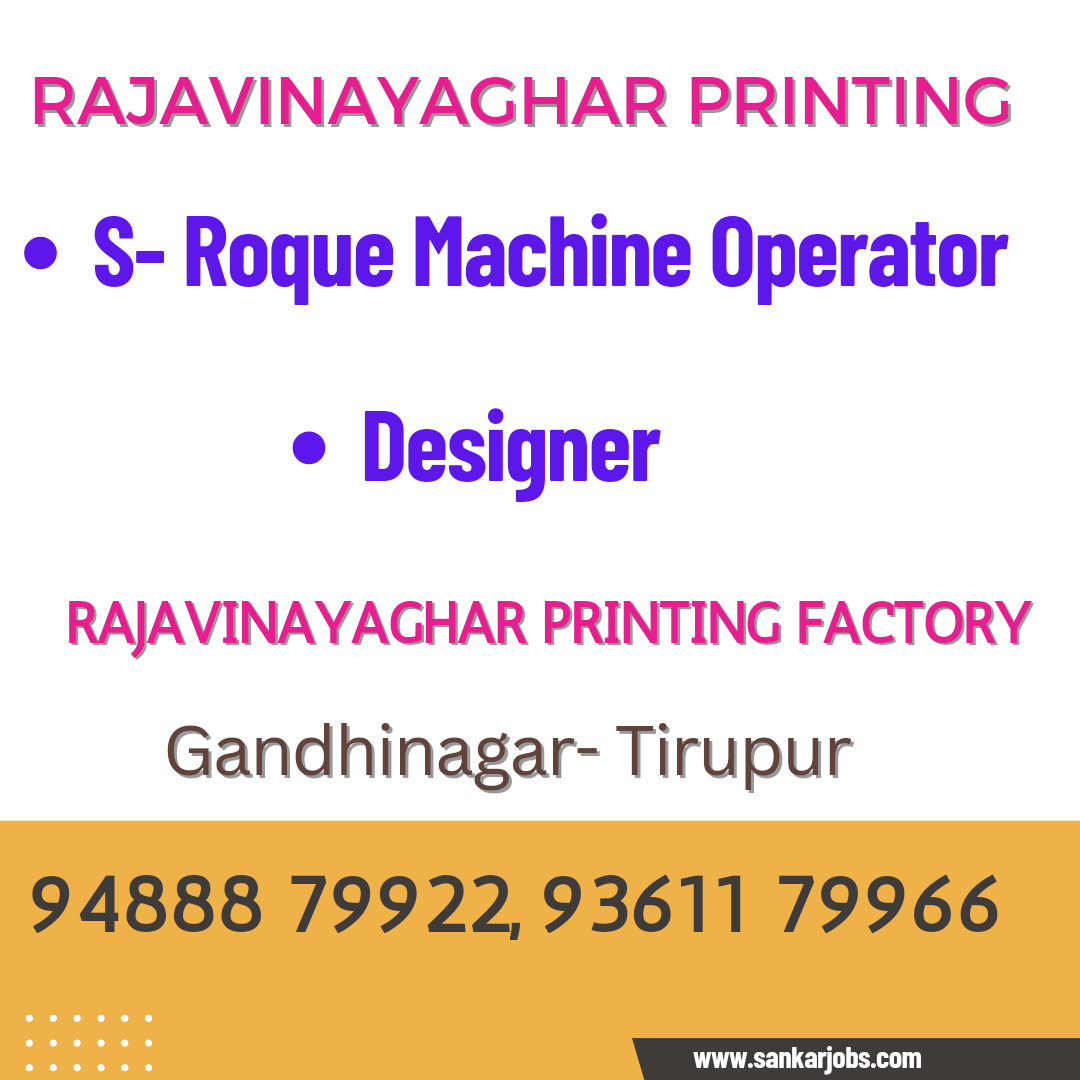 RAJAVINAYAGHAR PRINTING
• S- Roque Machine Operator
• Designer
RAJAVINAYAGHAR PRINTING FACTORY
Gandhinagar- Tirupur
94888 79922, 93611 79966
www.sankarjobs.com